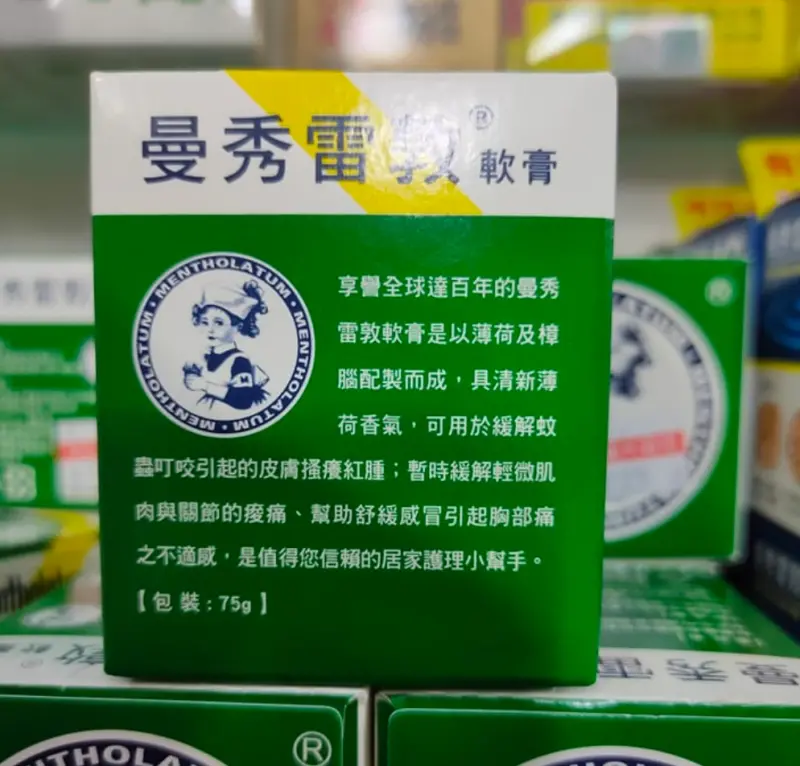 曼秀雷敦®軟膏
MENTHOLATUM · MENTHOLATUM · MENTHOLATUM ·
享譽全球達百年的曼秀
雷敦軟膏是以薄荷及樟
腦配製而成,具清新薄
荷香氣,可用於緩解蚊
蟲叮咬引起的皮膚搔癢紅腫;暫時緩解輕微肌
肉與關節的痠痛、幫助舒緩感冒引起胸部痛
之不適感,是值得您信賴的居家護理小幫手。
【包 裝:75g】
曼秀雷
®